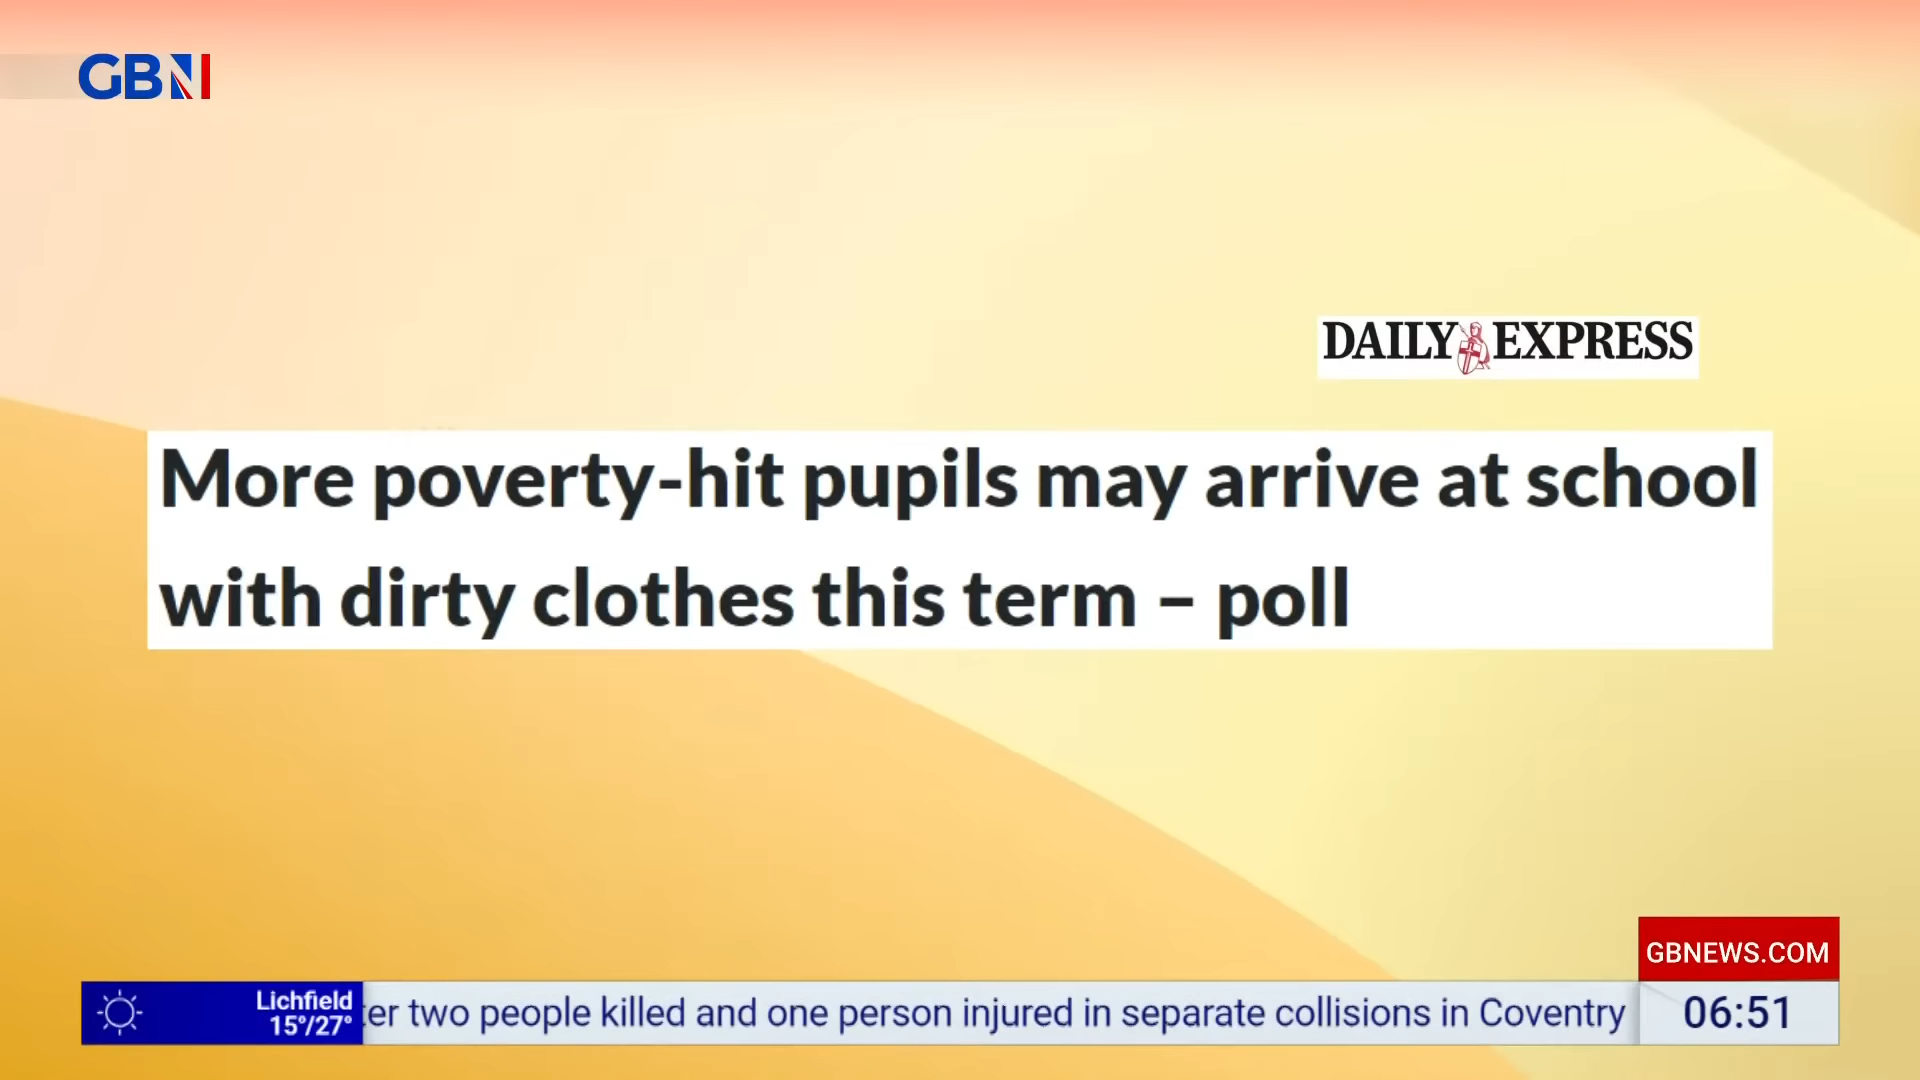 GBN
DAILY EXPRESS
More poverty-hit pupils may arrive at school
with dirty clothes this term – poll
GBNEWS.COM
Lichfield
15°/27°
er two people killed and one person injured in separate collisions in Coventry
06:51